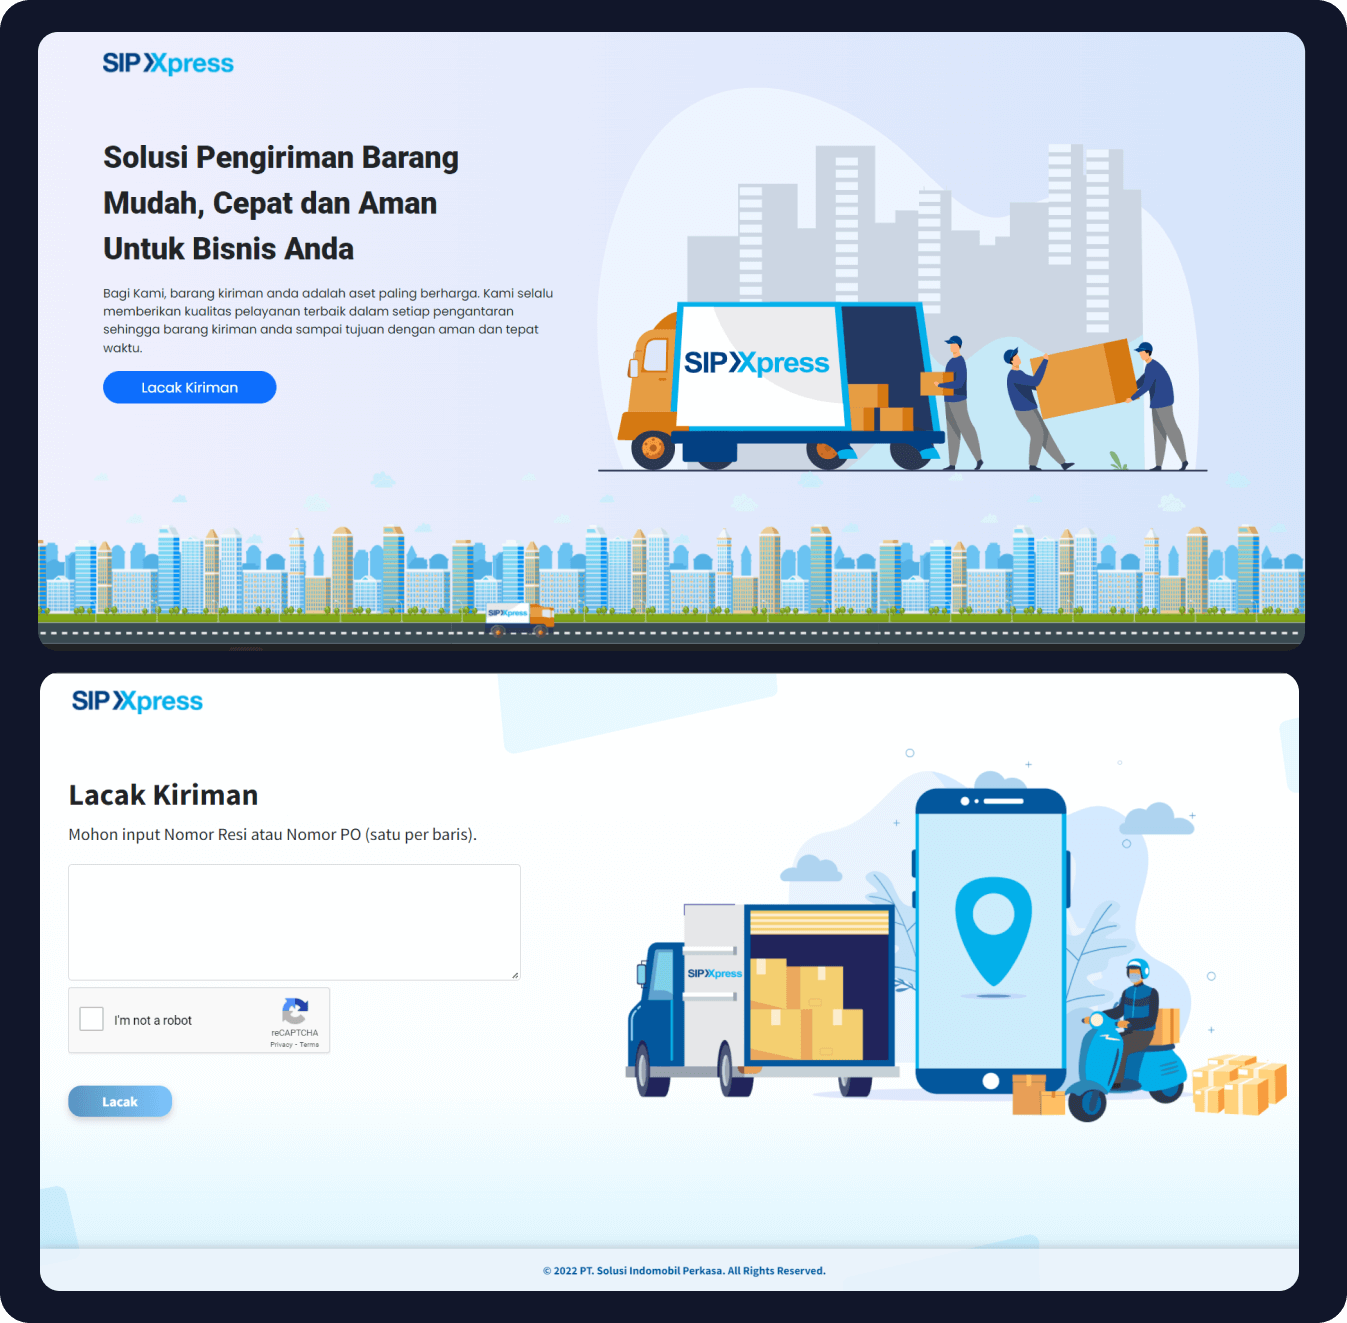 SIPXpress
Solusi Pengiriman Barang
Mudah, Cepat dan Aman
Untuk Bisnis Anda
Bagi Kami, barang kiriman anda adalah aset paling berharga. Kami selalu
memberikan kualitas pelayanan terbaik dalam setiap pengantaran
sehingga barang kiriman anda sampai tujuan dengan aman dan tepat
waktu.
Lacak Kiriman
SIPXpress
SIPXpress
SIPXpress
Lacak Kiriman
Mohon input Nomor Resi atau Nomor PO (satu per baris).
I'm not a robot
reCAPTCHA
Privacy - Terms
Lacak
SIPXpress
© 2022 PT. Solusi Indomobil Perkasa. All Rights Reserved.